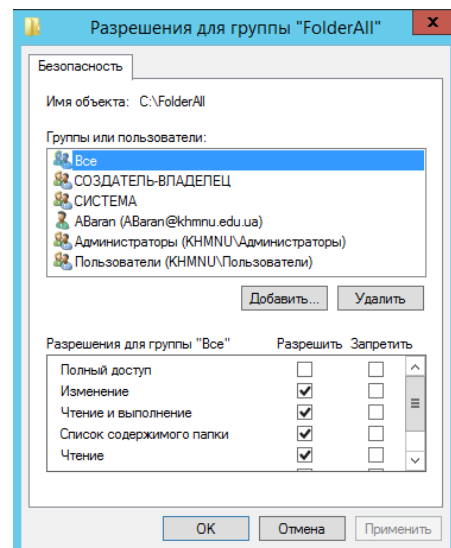 Разрешения для группы "FolderAll"
Безопасность
Имя объекта: C:\FolderAll
Группы или пользователи:
Все
СОЗДАТЕЛЬ-ВЛАДЕЛЕЦ
СИСТЕМА
ABaran (ABaran@khmnu.edu.ua)
Администраторы (KHMNU\Администраторы)
Пользователи (KHMNU\Пользователи)
Добавить... Удалить
Разрешения для группы "Все" Разрешить Запретить
Полный доступ
Изменение
Чтение и выполнение
Список содержимого папки
Чтение
OK Отмена Применить